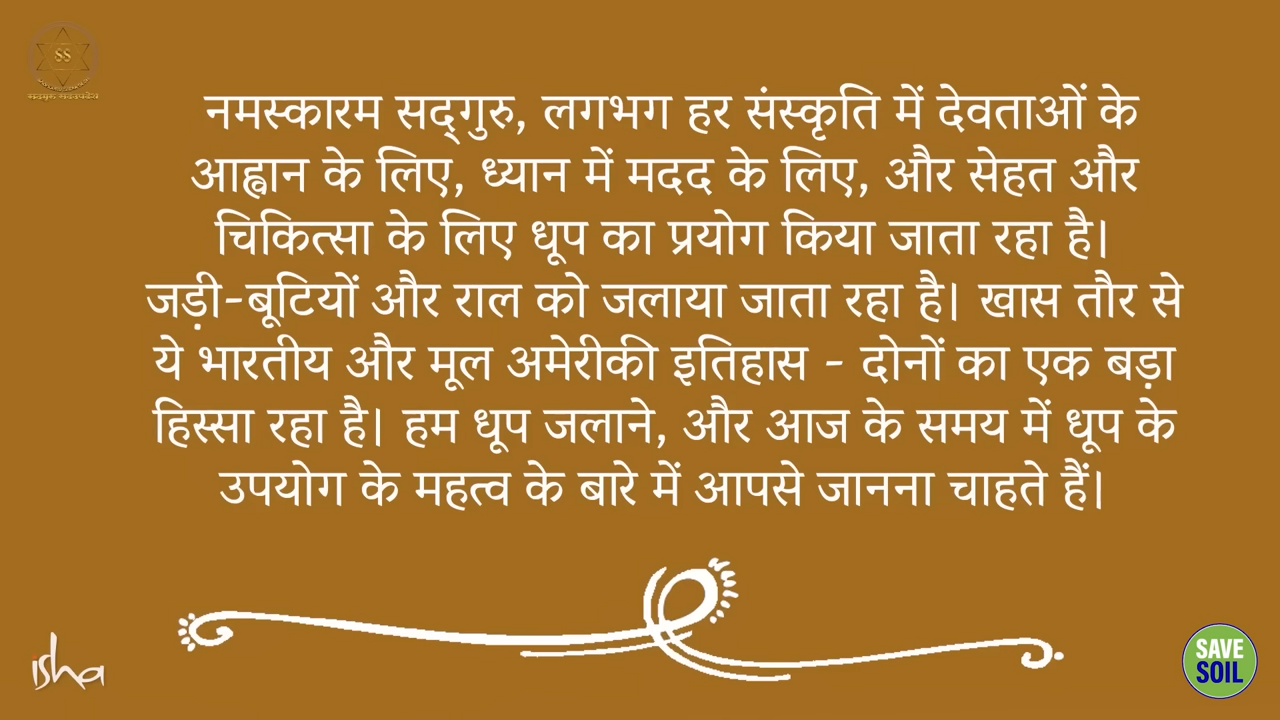 SS
नमस्कारम सद्‌गुरु, लगभग हर संस्कृति में देवताओं के
आह्वान के लिए, ध्यान में मदद के लिए, और सेहत और
चिकित्सा के लिए धूप का प्रयोग किया जाता रहा है।
जड़ी-बूटियों और राल को जलाया जाता रहा है। खास तौर से
ये भारतीय और मूल अमेरीकी इतिहास - दोनों का एक बड़ा
हिस्सा रहा है। हम धूप जलाने, और आज के समय में धूप के
उपयोग के महत्व के बारे में आपसे जानना चाहते हैं।
isha
SAVE
SOIL